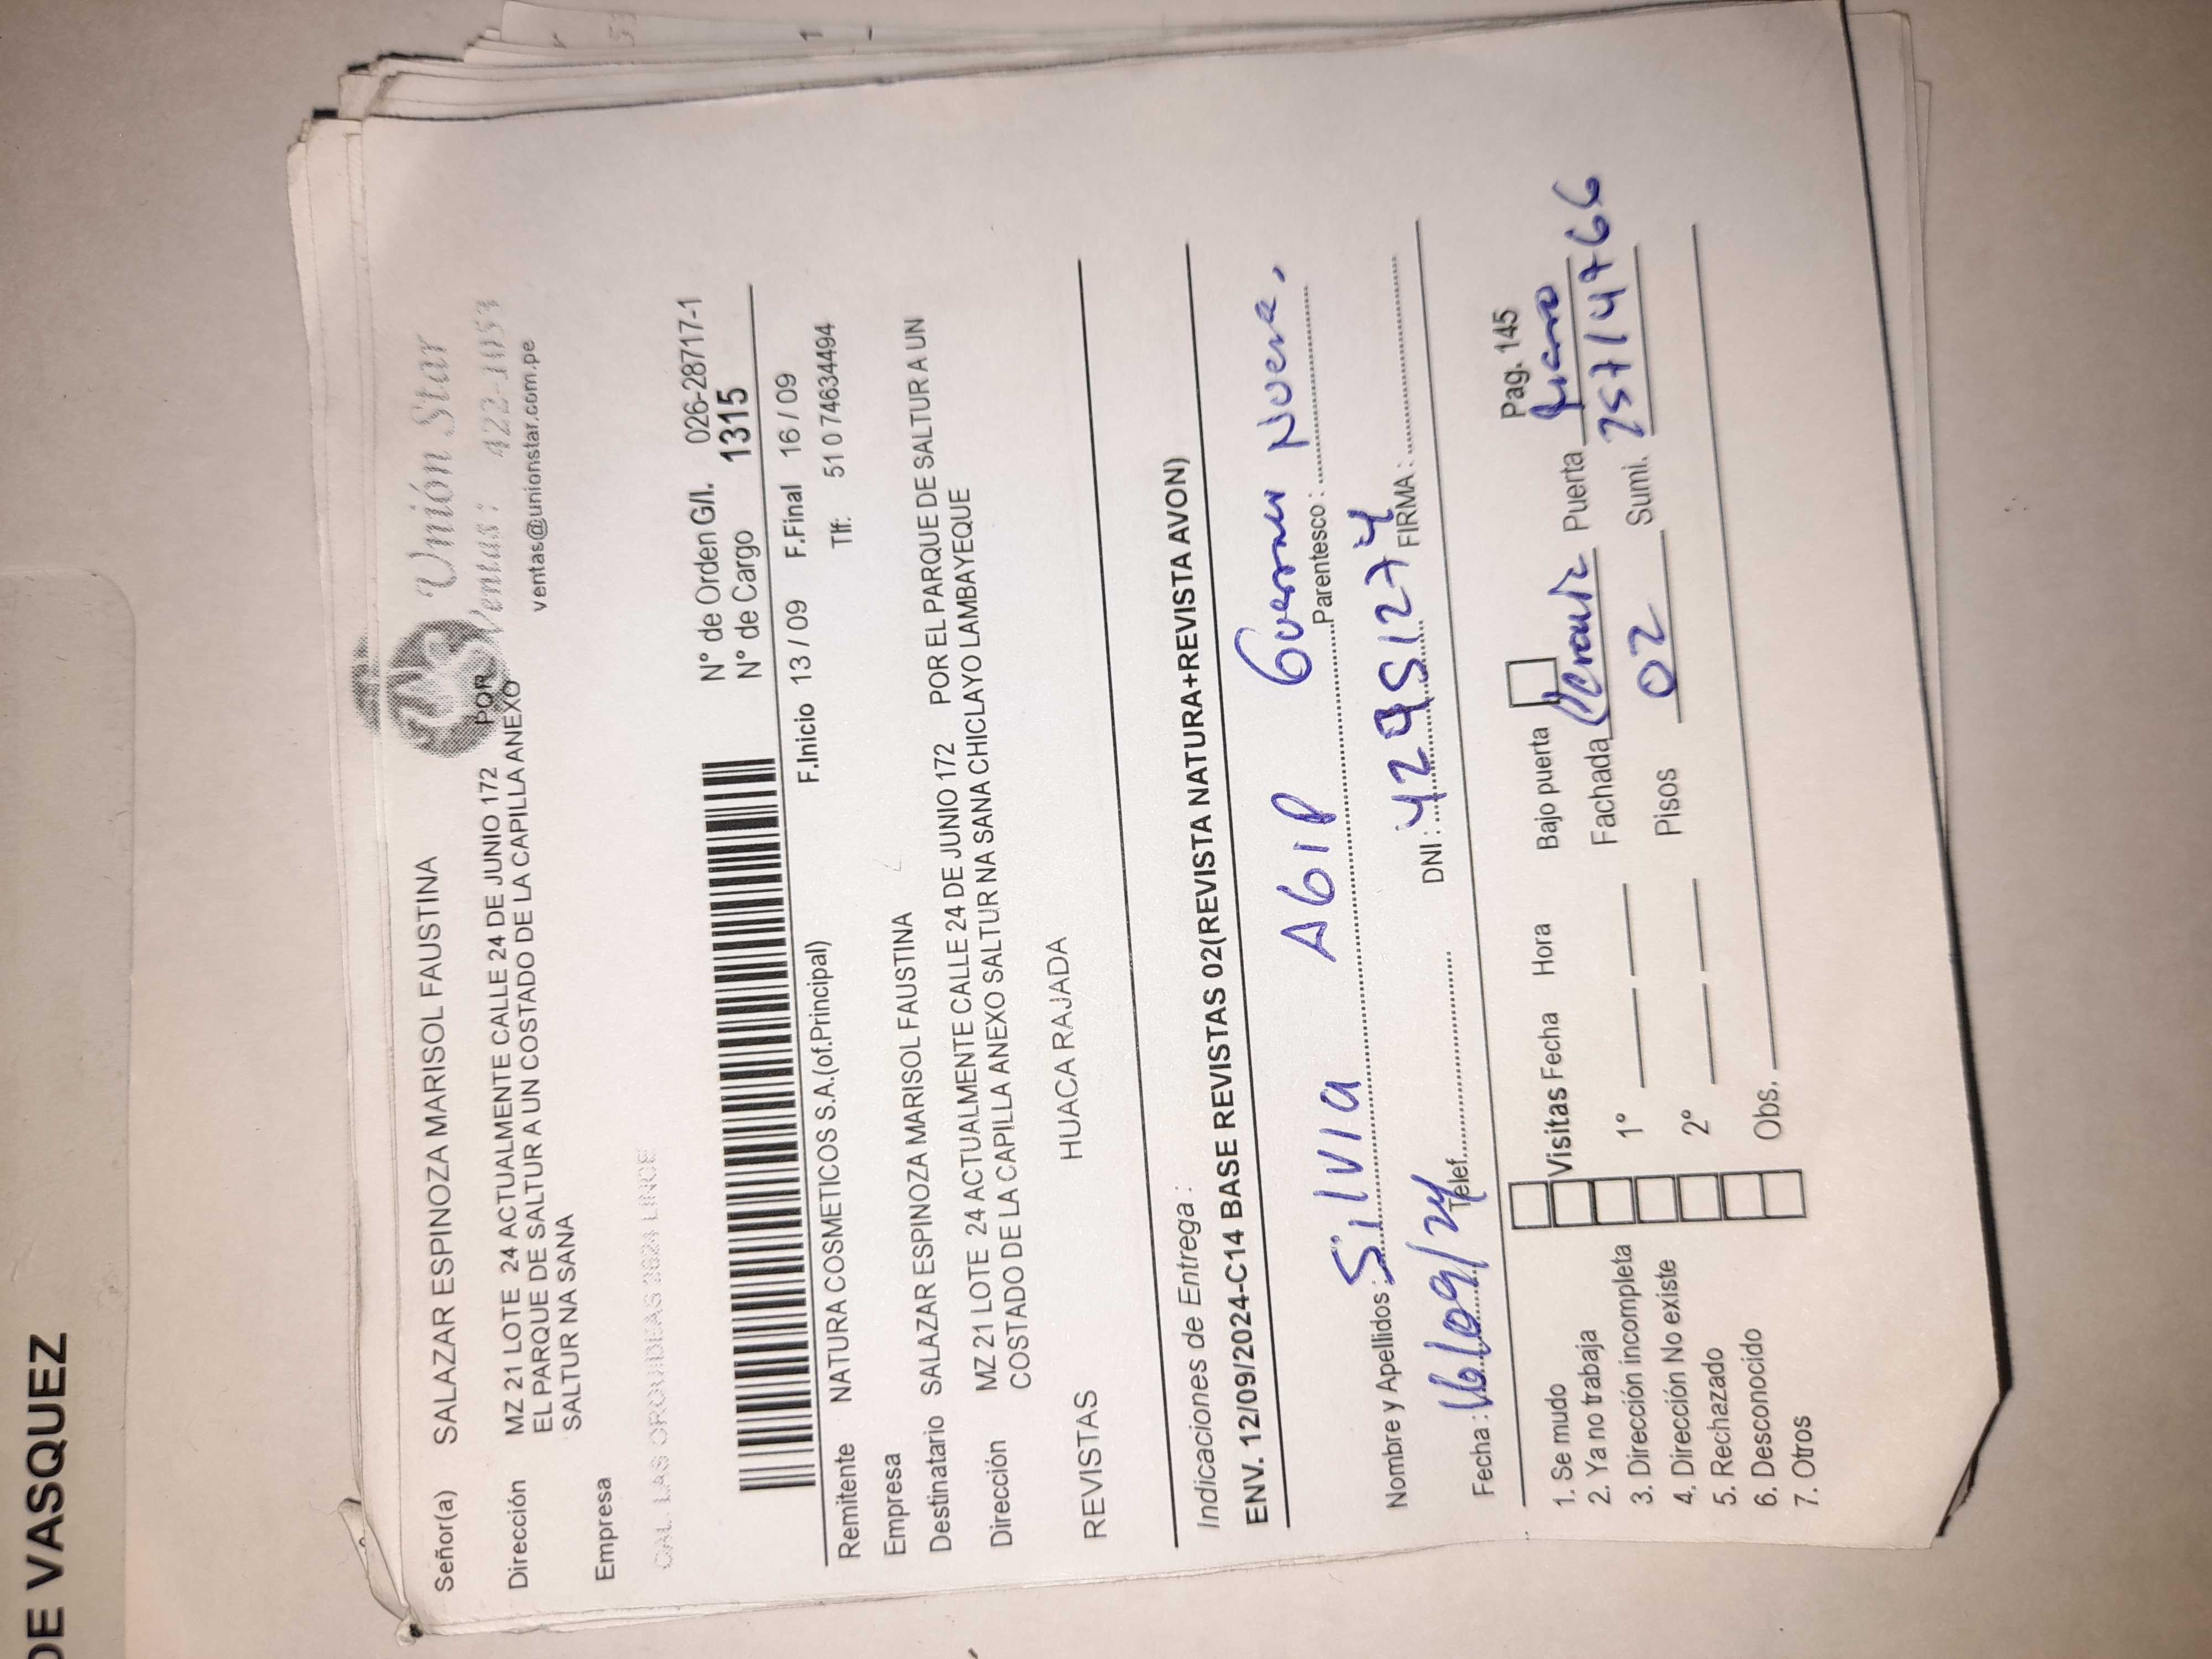 DE VASQUEZ
Unión Star
Ventas: 422-1053
ventas@unionstar.com.pe
Señor(a) SALAZAR ESPINOZA MARISOL FAUSTINA
Dirección MZ 21 LOTE 24 ACTUALMENTE CALLE 24 DE JUNIO 172 POR
EL PARQUE DE SALTUR A UN COSTADO DE LA CAPILLA ANEXO
SALTUR NA SANA
Empresa
CAL. LAS ORQUIDEAS 2624 LINCE
N° de Orden G/I. 026-28717-1
N° de Cargo 1315
F.Inicio 13 / 09 F.Final 16 / 09
Remitente NATURA COSMETICOS S.A.(of.Principal) Tlf: 51 0 74634494
Empresa
Destinatario SALAZAR ESPINOZA MARISOL FAUSTINA
Dirección MZ 21 LOTE 24 ACTUALMENTE CALLE 24 DE JUNIO 172 POR EL PARQUE DE SALTUR A UN
COSTADO DE LA CAPILLA ANEXO SALTUR NA SANA CHICLAYO LAMBAYEQUE
HUACA RAJADA
REVISTAS
Indicaciones de Entrega :
ENV. 12/09/2024-C14 BASE REVISTAS 02(REVISTA NATURA+REVISTA AVON)
Nombre y Apellidos : Silvia AGIP Guerrero Nuera. Parentesco :
Fecha : 16/09/24 Telef. DNI : 42951274 FIRMA :
Pag. 145
1. Se mudo Visitas Fecha Hora Bajo puerta
2. Ya no trabaja Fachada Puerta
3. Dirección incompleta 1° Pisos 02 Sumi. 25714766
4. Dirección No existe 2°
5. Rechazado
6. Desconocido Obs.
7. Otros